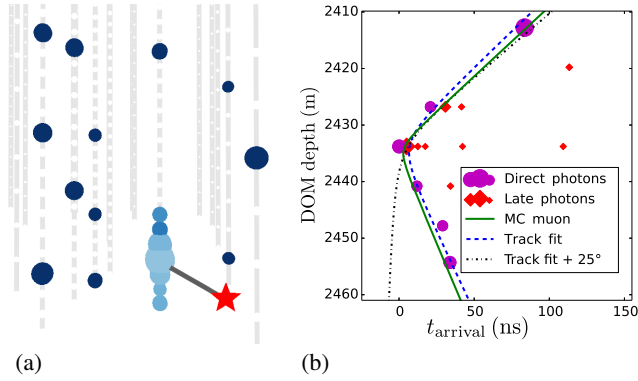 2410
2420
2430
2440
2450
2460
DOM depth (m)
Direct photons
Late photons
MC muon
Track fit
Track fit + 25°
0 50 100 150
t_arrival (ns)
(a) (b)